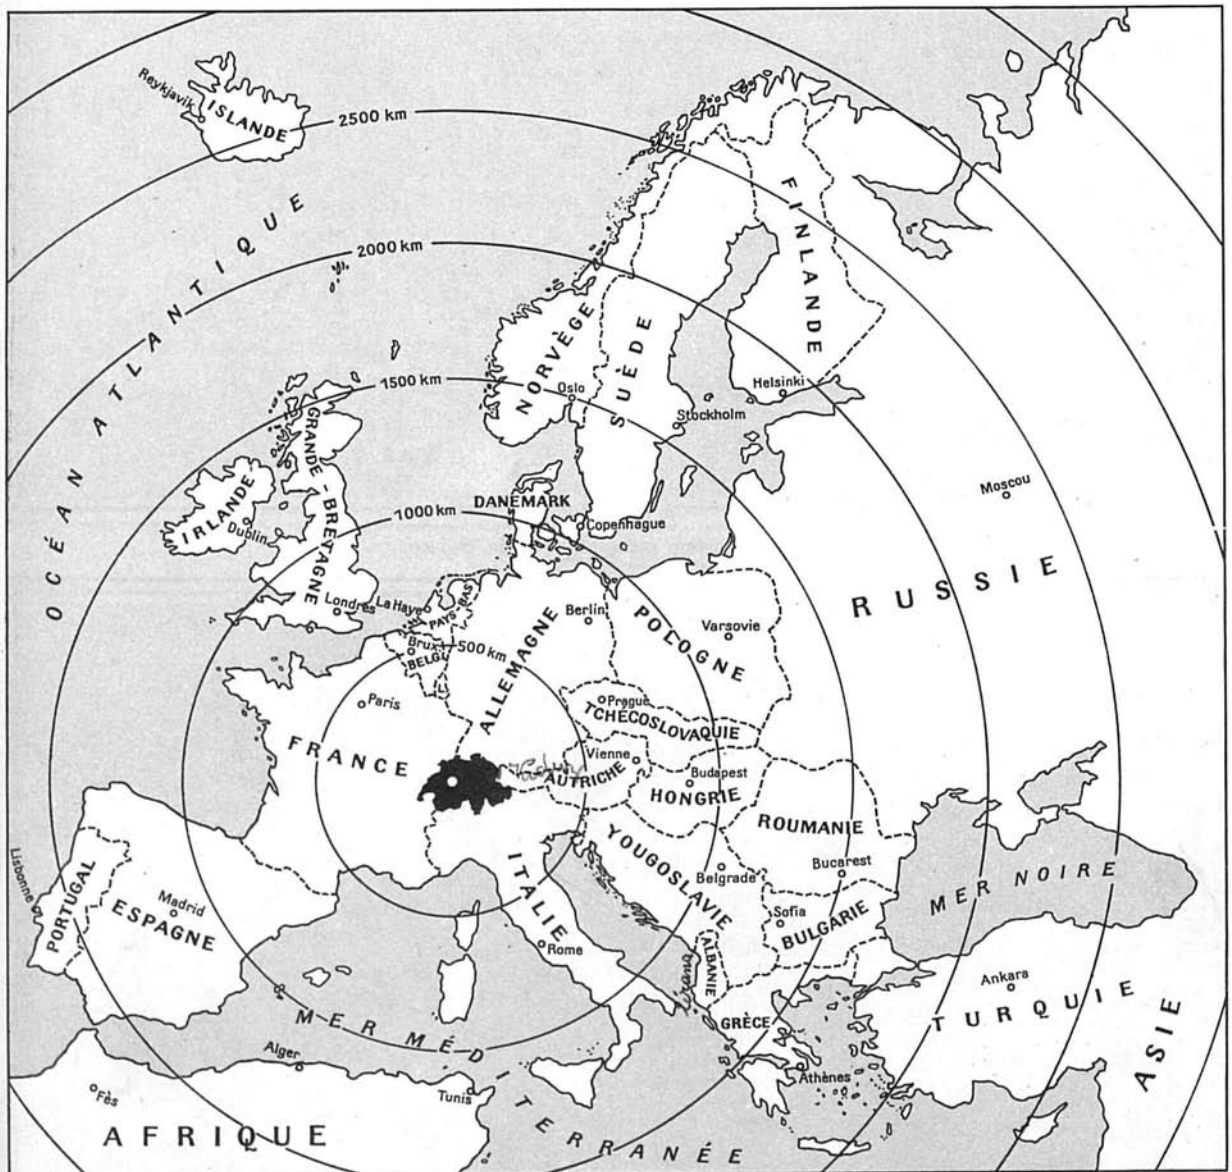 Reykjavik
ISLANDE
2500 km
OCÉAN ATLANTIQUE
2000 km
FINLANDE
NORVÈGE
SUÈDE
1500 km
Oslo
Helsinki
Stockholm
GRANDE-BRETAGNE
IRLANDE
Dublin
DANEMARK
1000 km
Copenhague
Moscou
RUSSIE
Londres
La Haye
PAYS-BAS
Berlin
POLOGNE
Varsovie
Brux.
BELG.
500 km
ALLEMAGNE
Paris
Prague
TCHÉCOSLOVAQUIE
FRANCE
Vienne
AUTRICHE
Budapest
HONGRIE
ROUMANIE
YOUGOSLAVIE
ITALIE
Belgrade
Bucarest
MER NOIRE
Lisbonne
PORTUGAL
Madrid
ESPAGNE
Sofia
BULGARIE
Rome
ALBANIE
Tirana
Ankara
TURQUIE
ASIE
GRÈCE
MER MÉDITERRANÉE
Alger
Athènes
Fès
Tunis
AFRIQUE